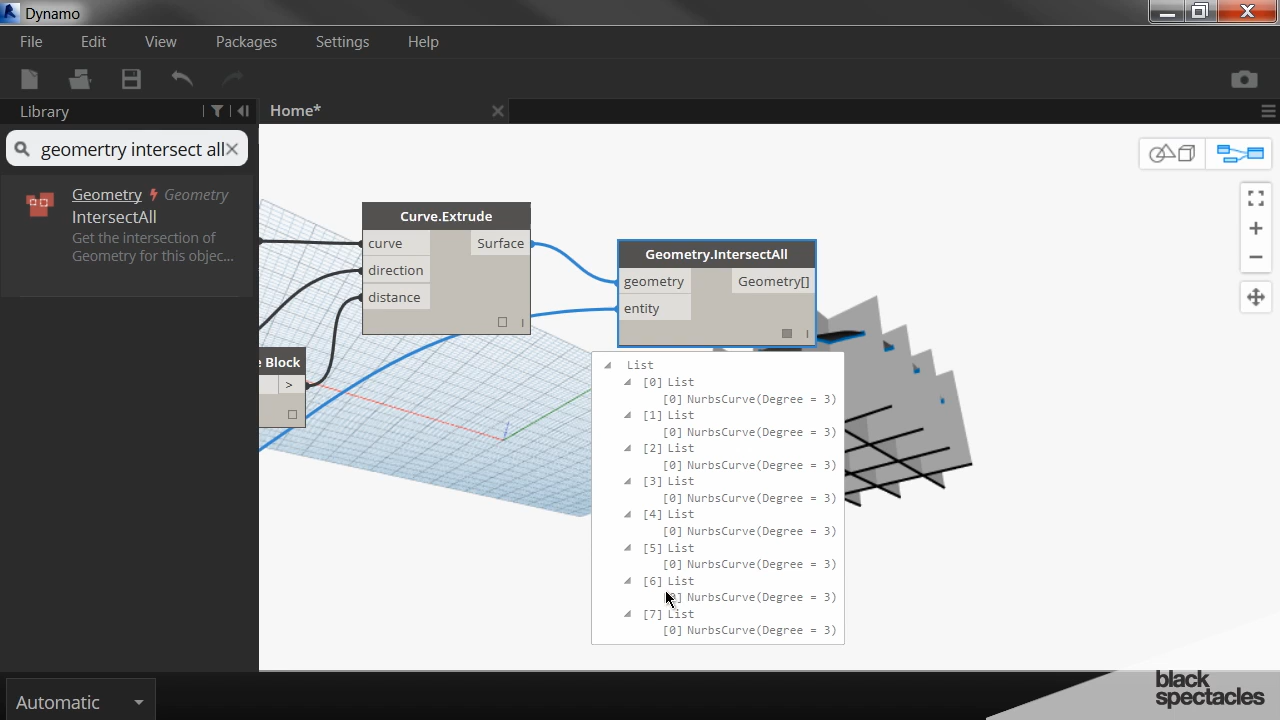 Dynamo
File Edit View Packages Settings Help
Library
Home*
geomertry intersect all
Geometry Geometry
IntersectAll
Get the intersection of
Geometry for this objec...
Curve.Extrude
curve Surface
direction
distance
e Block
>
Geometry.IntersectAll
geometry Geometry[]
entity
List
[0] List
[0] NurbsCurve(Degree = 3)
[1] List
[0] NurbsCurve(Degree = 3)
[2] List
[0] NurbsCurve(Degree = 3)
[3] List
[0] NurbsCurve(Degree = 3)
[4] List
[0] NurbsCurve(Degree = 3)
[5] List
[0] NurbsCurve(Degree = 3)
[6] List
[0] NurbsCurve(Degree = 3)
[7] List
[0] NurbsCurve(Degree = 3)
Automatic
black
spectacles